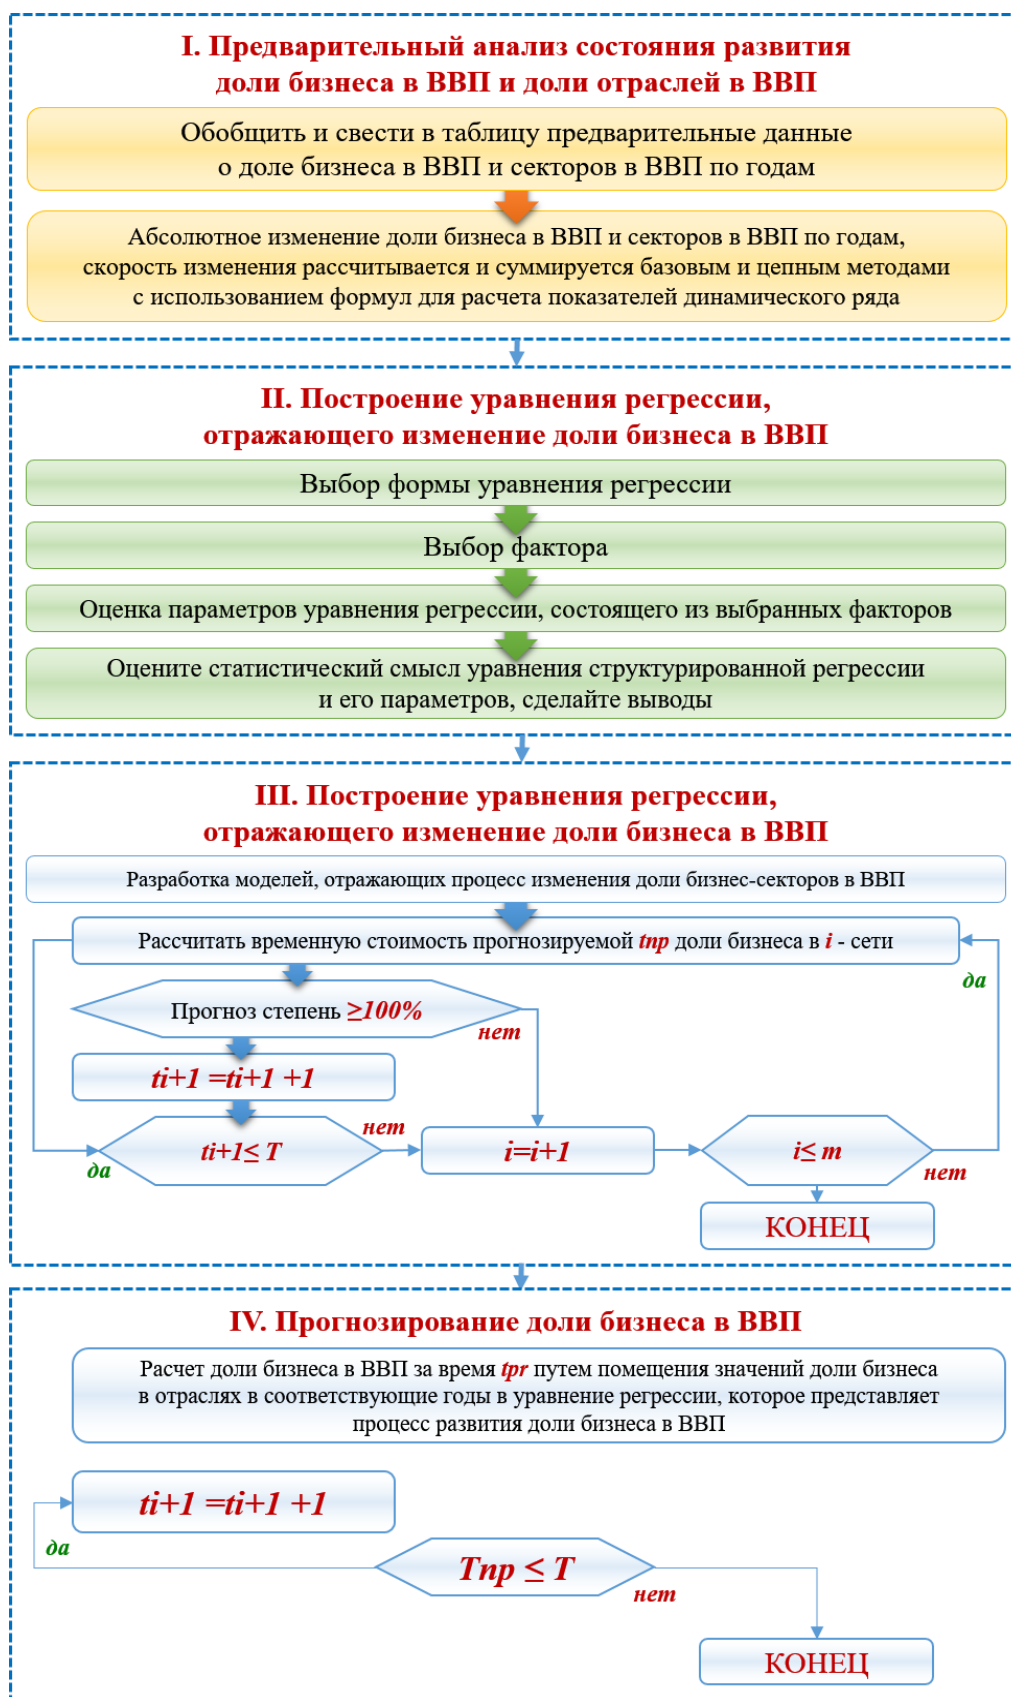 I. Предварительный анализ состояния развития
доли бизнеса в ВВП и доли отраслей в ВВП
Обобщить и свести в таблицу предварительные данные
о доле бизнеса в ВВП и секторов в ВВП по годам
Абсолютное изменение доли бизнеса в ВВП и секторов в ВВП по годам,
скорость изменения рассчитывается и суммируется базовым и цепным методами
с использованием формул для расчета показателей динамического ряда
II. Построение уравнения регрессии,
отражающего изменение доли бизнеса в ВВП
Выбор формы уравнения регрессии
Выбор фактора
Оценка параметров уравнения регрессии, состоящего из выбранных факторов
Оцените статистический смысл уравнения структурированной регрессии
и его параметров, сделайте выводы
III. Построение уравнения регрессии,
отражающего изменение доли бизнеса в ВВП
Разработка моделей, отражающих процесс изменения доли бизнес-секторов в ВВП
Рассчитать временную стоимость прогнозируемой tпр доли бизнеса в i - сети
да
Прогноз степень ≥100%
нет
ti+1 =ti+1 +1
ti+1≤ T
нет
да
i=i+1
i≤ m
нет
КОНЕЦ
IV. Прогнозирование доли бизнеса в ВВП
Расчет доли бизнеса в ВВП за время tpr путем помещения значений доли бизнеса
в отраслях в соответствующие годы в уравнение регрессии, которое представляет
процесс развития доли бизнеса в ВВП
ti+1 =ti+1 +1
да
Tпр ≤ T
нет
КОНЕЦ